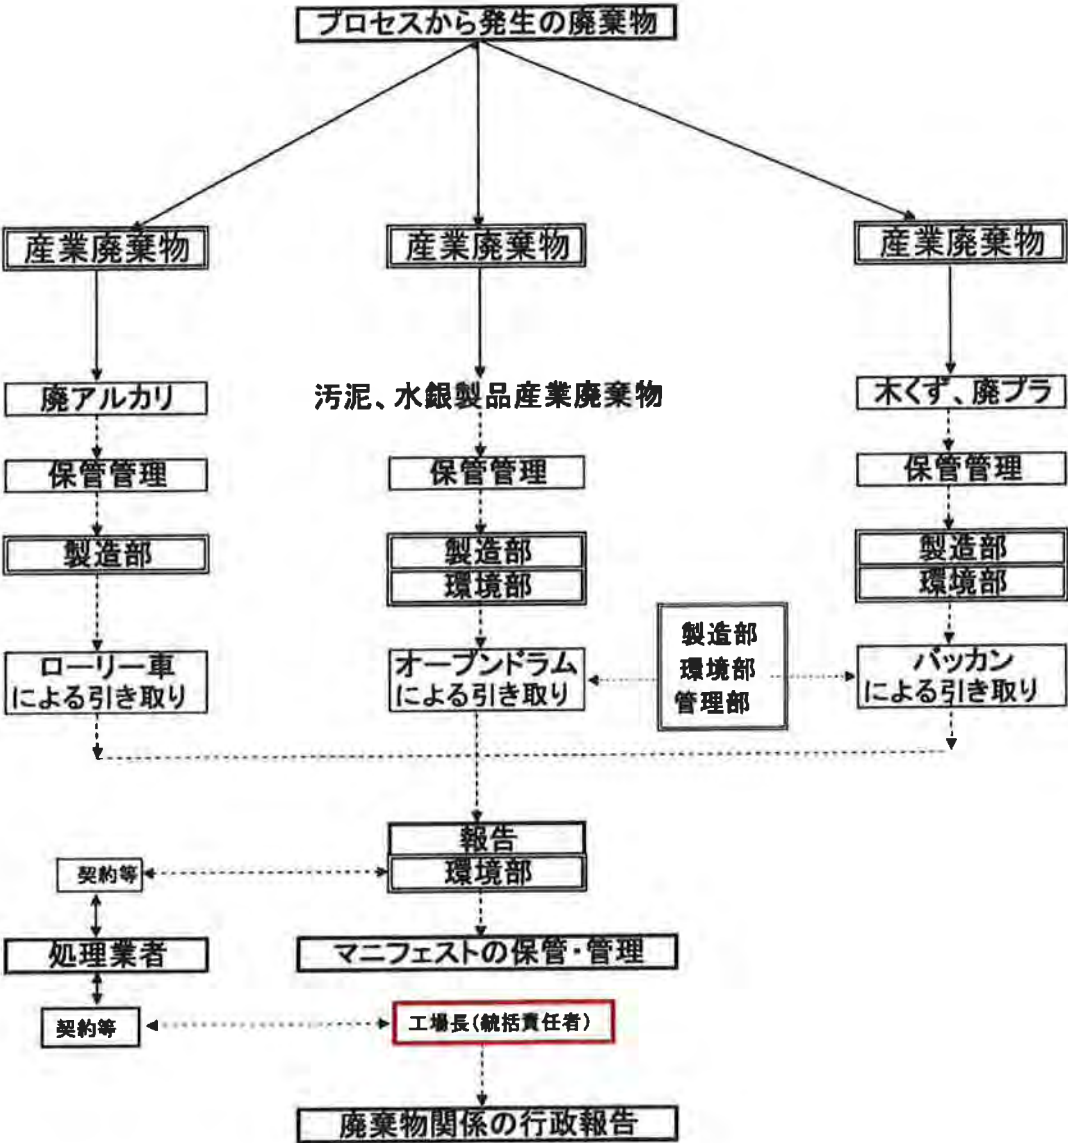 プロセスから発生の廃棄物
産業廃棄物
産業廃棄物
産業廃棄物
廃アルカリ
汚泥、水銀製品産業廃棄物
木くず、廃プラ
保管管理
保管管理
保管管理
製造部
製造部
環境部
製造部
環境部
ローリー車
による引き取り
オープンドラム
による引き取り
製造部
環境部
管理部
バッカン
による引き取り
報告
環境部
契約等
処理業者
マニフェストの保管・管理
契約等
工場長(統括責任者)
廃棄物関係の行政報告